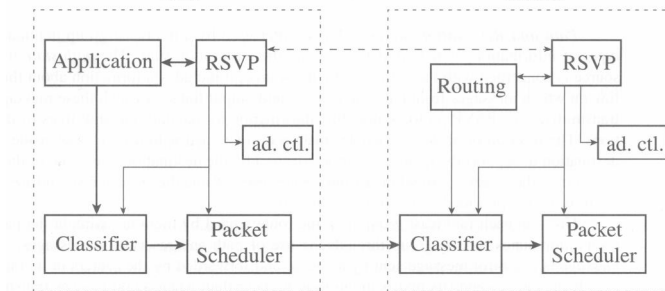 Application
RSVP
ad. ctl.
Classifier
Packet
Scheduler
RSVP
Routing
ad. ctl.
Classifier
Packet
Scheduler